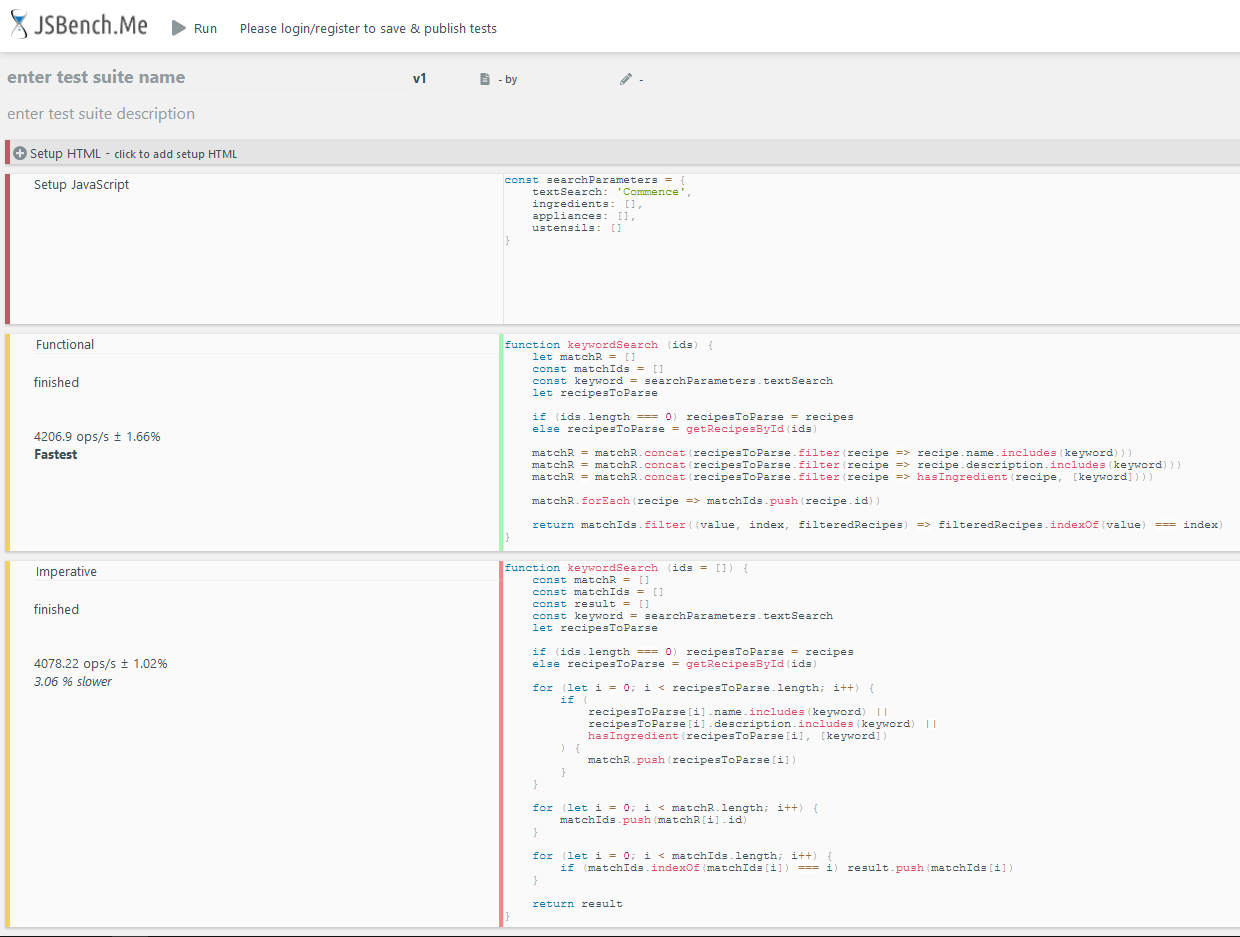 JSBench.Me
Run
Please login/register to save & publish tests
enter test suite name
v1
- by
-
enter test suite description
Setup HTML - click to add setup HTML
Setup JavaScript
const searchParameters = {
    textSearch: 'Commence',
    ingredients: [],
    appliances: [],
    ustensils: []
}
Functional
finished
4206.9 ops/s ± 1.66%
Fastest
function keywordSearch (ids) {
    let matchR = []
    const matchIds = []
    const keyword = searchParameters.textSearch
    let recipesToParse
    if (ids.length === 0) recipesToParse = recipes
    else recipesToParse = getRecipesById(ids)
    matchR = matchR.concat(recipesToParse.filter(recipe => recipe.name.includes(keyword)))
    matchR = matchR.concat(recipesToParse.filter(recipe => recipe.description.includes(keyword)))
    matchR = matchR.concat(recipesToParse.filter(recipe => hasIngredient(recipe, [keyword])))
    matchR.forEach(recipe => matchIds.push(recipe.id))
    return matchIds.filter((value, index, filteredRecipes) => filteredRecipes.indexOf(value) === index)
}
Imperative
finished
4078.22 ops/s ± 1.02%
3.06 % slower
function keywordSearch (ids = []) {
    const matchR = []
    const matchIds = []
    const result = []
    const keyword = searchParameters.textSearch
    let recipesToParse
    if (ids.length === 0) recipesToParse = recipes
    else recipesToParse = getRecipesById(ids)
    for (let i = 0; i < recipesToParse.length; i++) {
        if (
            recipesToParse[i].name.includes(keyword) ||
            recipesToParse[i].description.includes(keyword) ||
            hasIngredient(recipesToParse[i], [keyword])
        ) {
            matchR.push(recipesToParse[i])
        }
    }
    for (let i = 0; i < matchR.length; i++) {
        matchIds.push(matchR[i].id)
    }
    for (let i = 0; i < matchIds.length; i++) {
        if (matchIds.indexOf(matchIds[i]) === i) result.push(matchIds[i])
    }
    return result
}